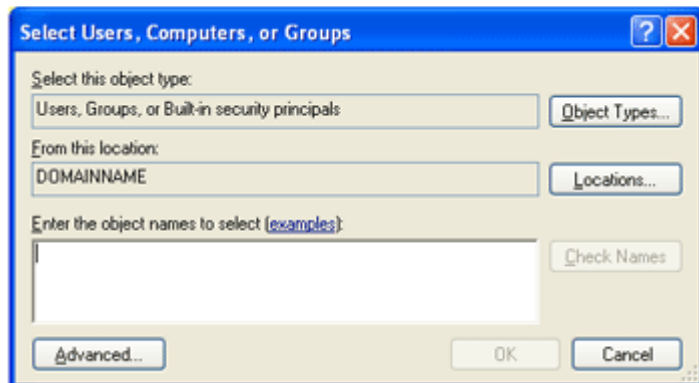 Select Users, Computers, or Groups
Select this object type:
Users, Groups, or Built-in security principals
Object Types...
From this location:
DOMAINNAME
Locations...
Enter the object names to select (examples):
Check Names
Advanced...
OK
Cancel